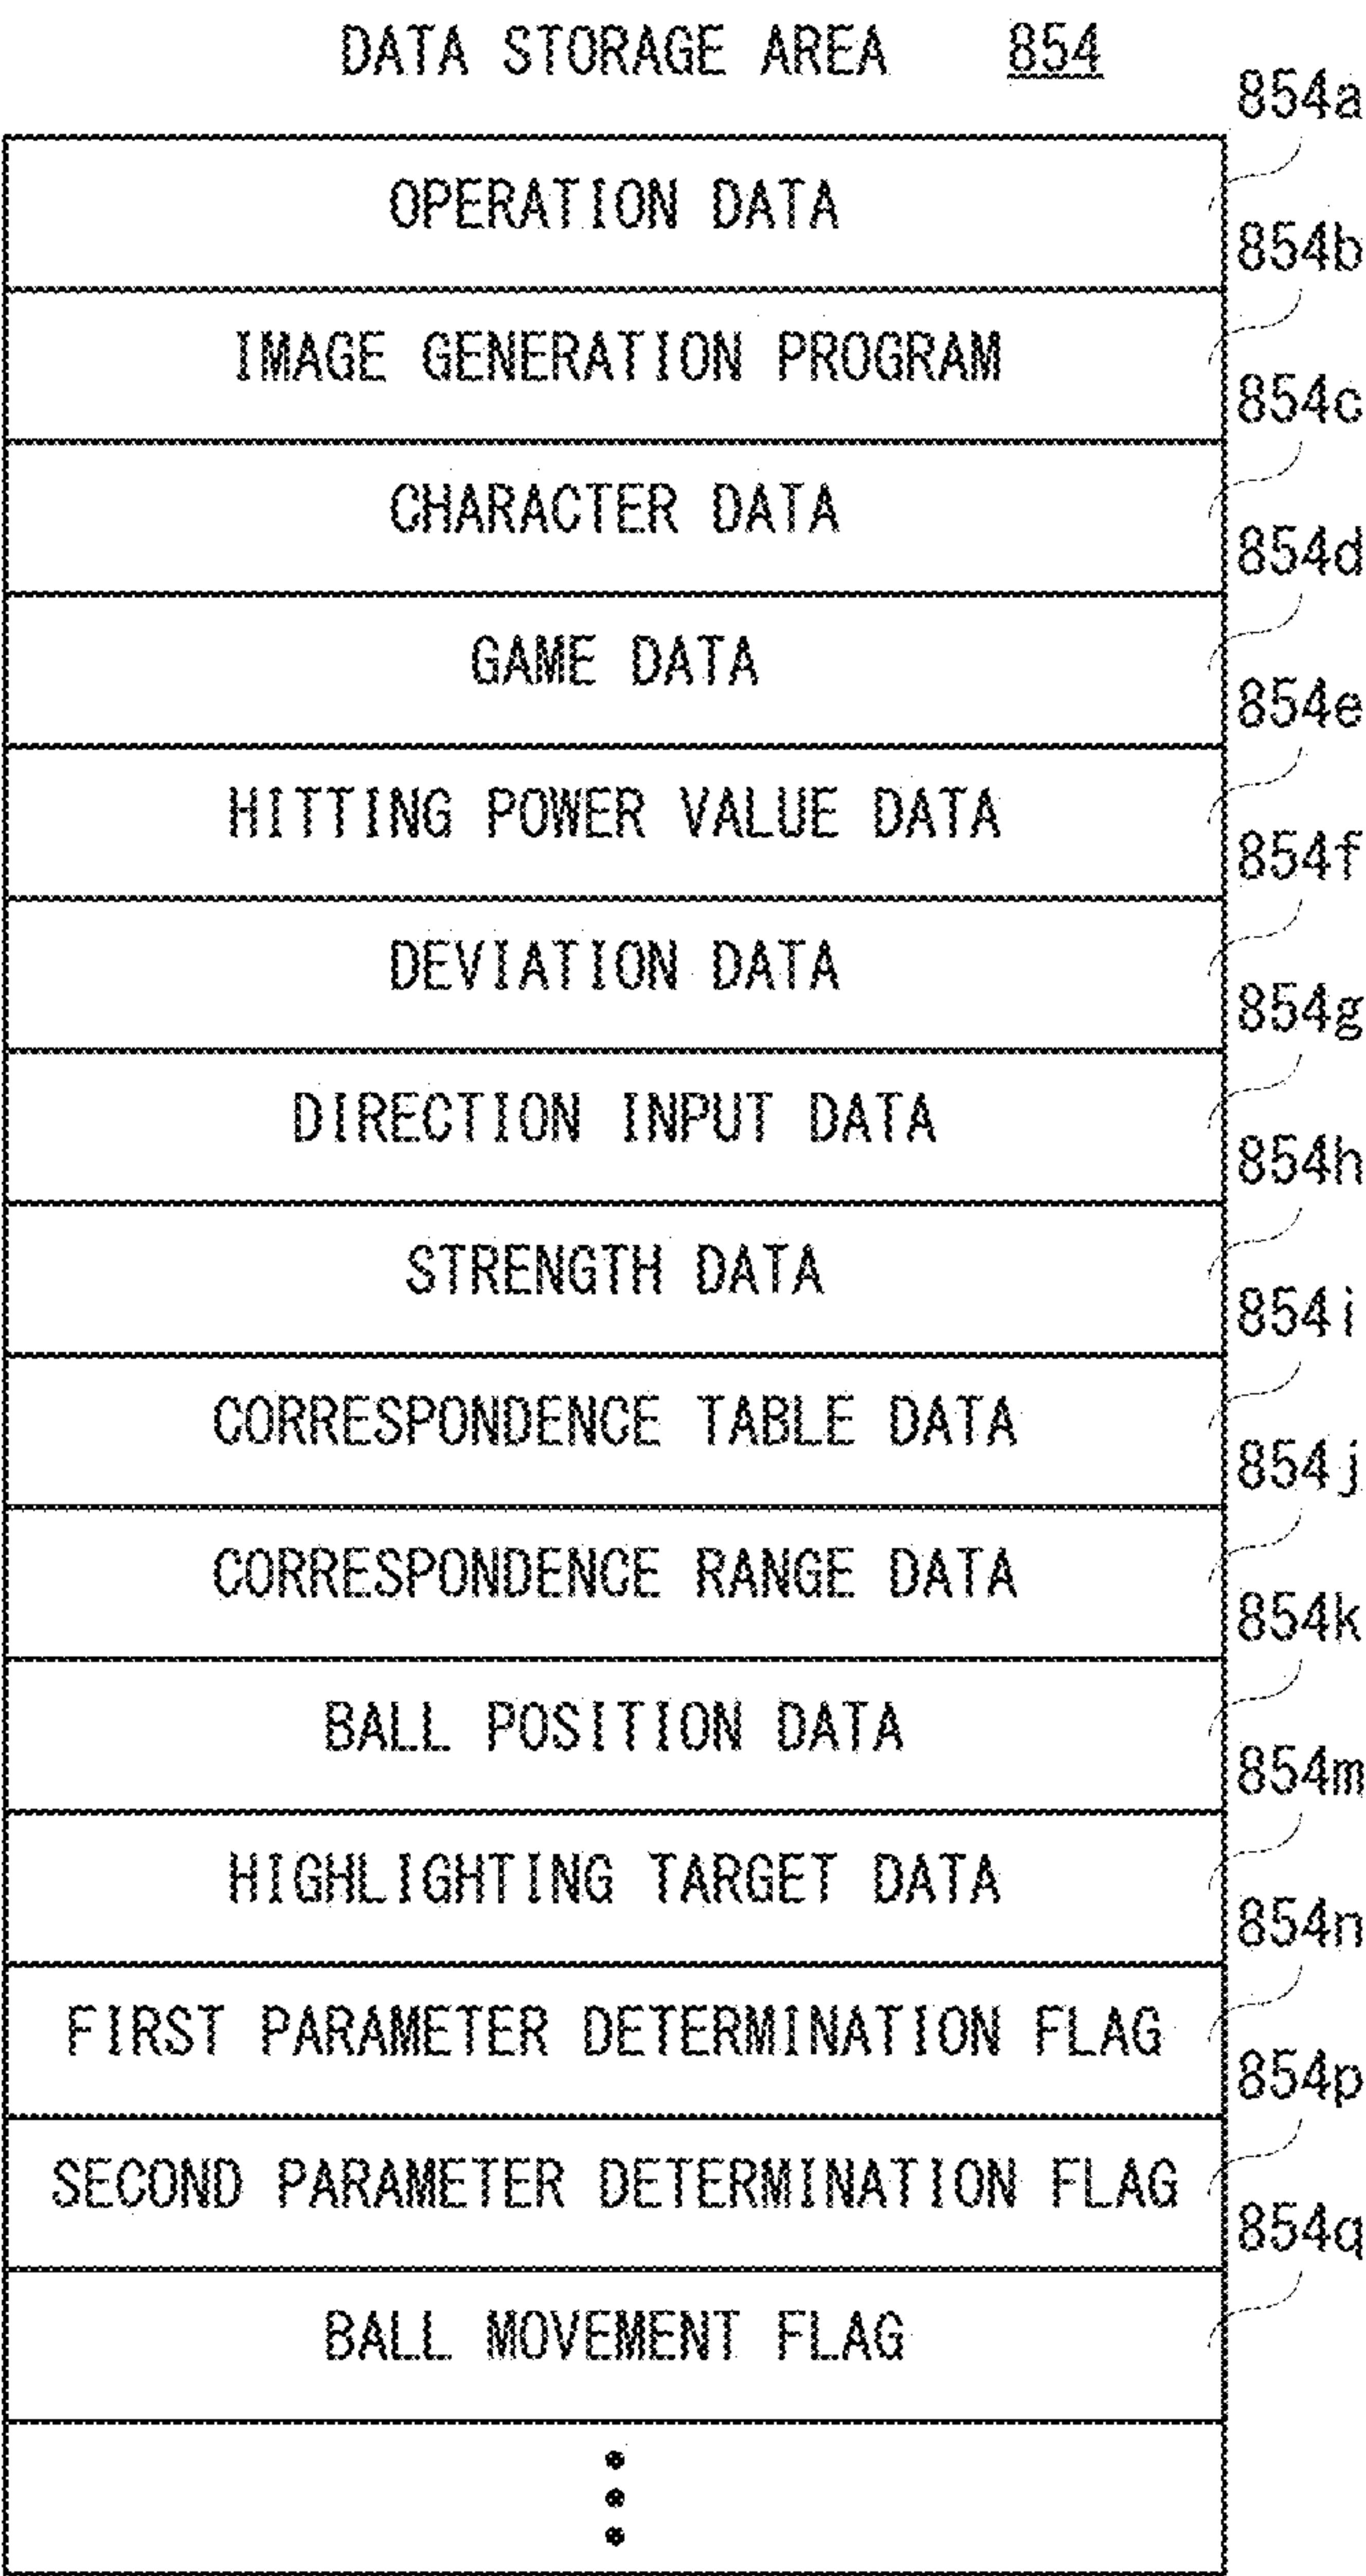 DATA STORAGE AREA 854
854a
OPERATION DATA
854b
IMAGE GENERATION PROGRAM
854c
CHARACTER DATA
854d
GAME DATA
854e
HITTING POWER VALUE DATA
854f
DEVIATION DATA
854g
DIRECTION INPUT DATA
854h
STRENGTH DATA
854i
CORRESPONDENCE TABLE DATA
854j
CORRESPONDENCE RANGE DATA
854k
BALL POSITION DATA
854m
HIGHLIGHTING TARGET DATA
854n
FIRST PARAMETER DETERMINATION FLAG
854p
SECOND PARAMETER DETERMINATION FLAG
854q
BALL MOVEMENT FLAG